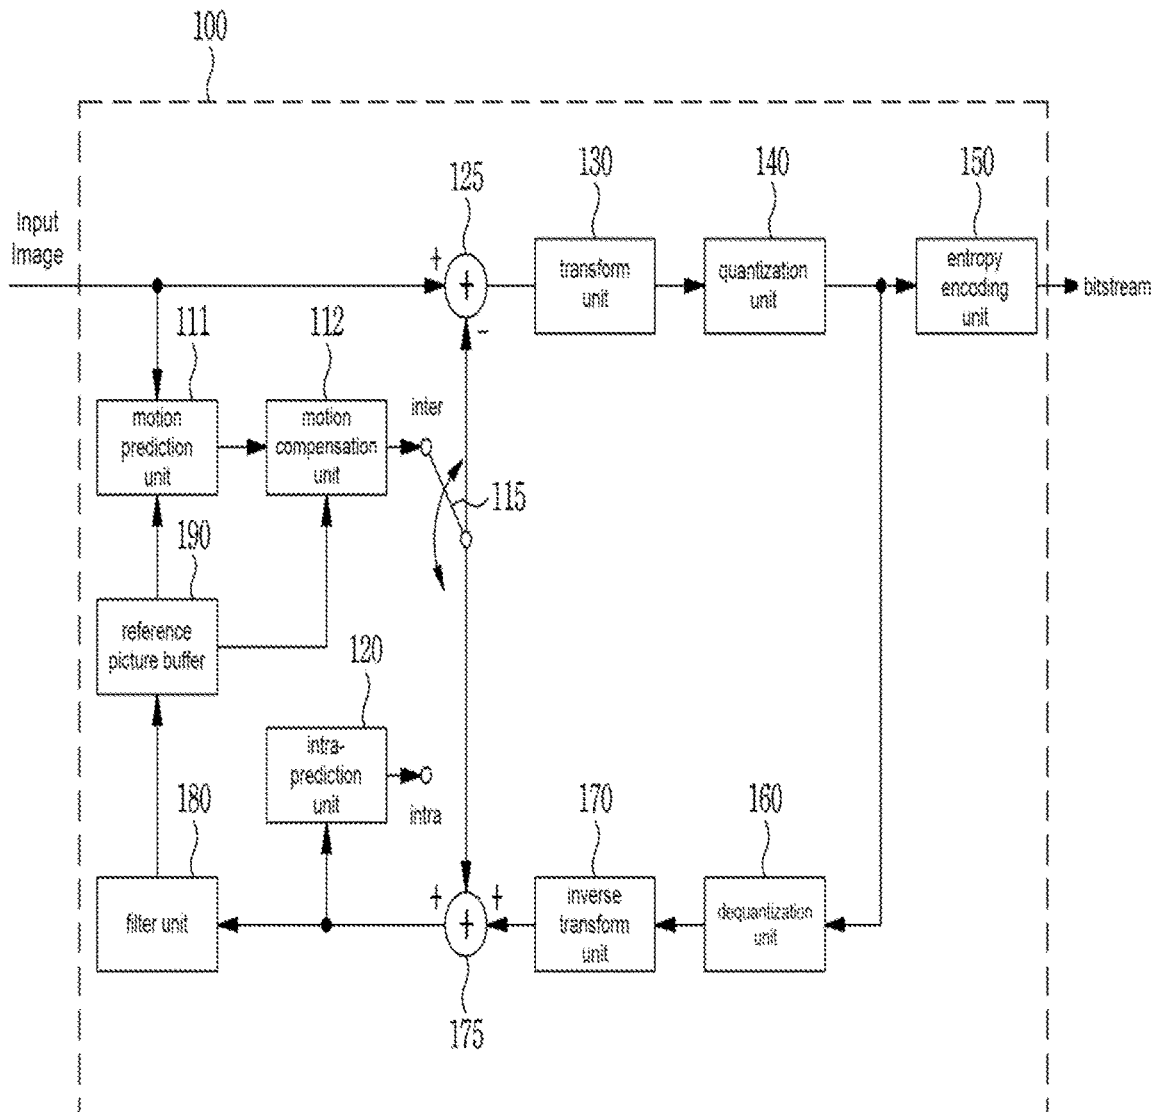 100
125
130
140
150
Input
Image
+
+
-
transform
unit
quantization
unit
entropy
encoding
unit
bitstream
111
112
motion
prediction
unit
motion
compensation
unit
inter
115
190
reference
picture buffer
120
intra-
prediction
unit
intra
180
170
160
filter unit
+
+
+
inverse
transform
unit
dequantization
unit
175